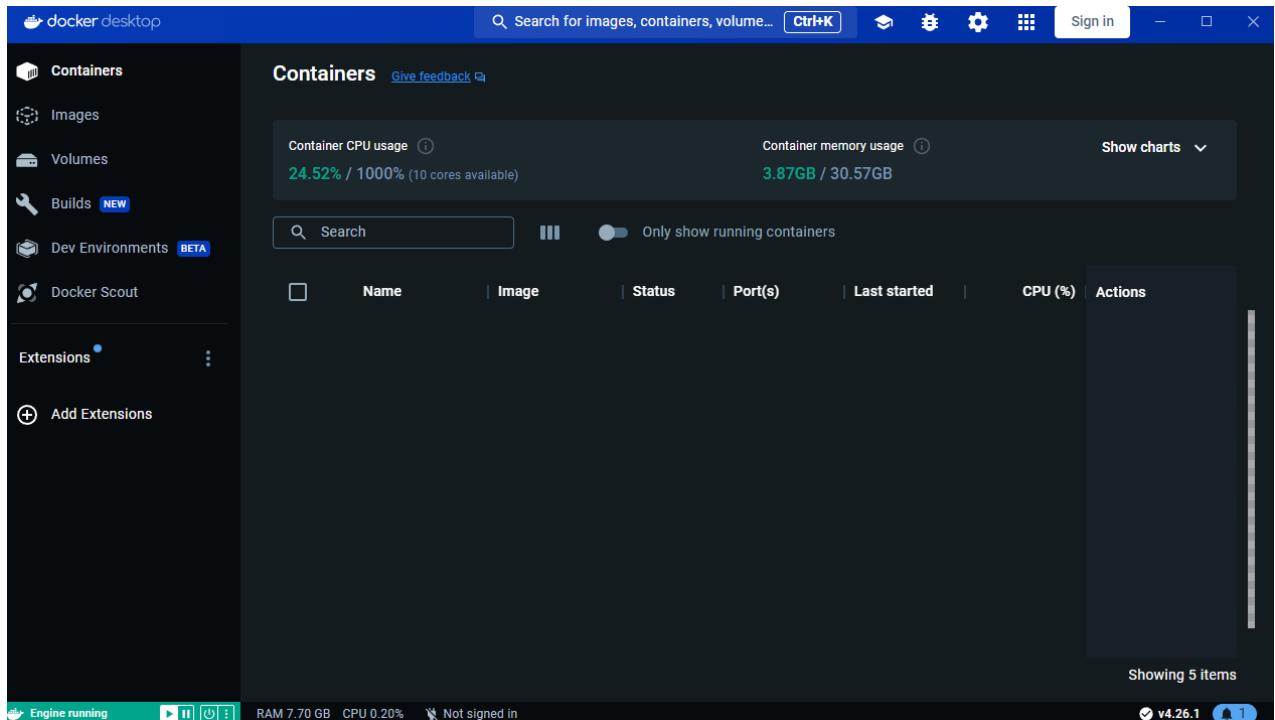 docker desktop
Search for images, containers, volume... Ctrl+K
Sign in
Containers
Images
Volumes
Builds NEW
Dev Environments BETA
Docker Scout
Extensions
Add Extensions
Containers Give feedback
Container CPU usage
24.52% / 1000% (10 cores available)
Container memory usage
3.87GB / 30.57GB
Show charts
Search
Only show running containers
Name Image Status Port(s) Last started CPU (%) Actions
Showing 5 items
Engine running
RAM 7.70 GB CPU 0.20% Not signed in
v4.26.1
1